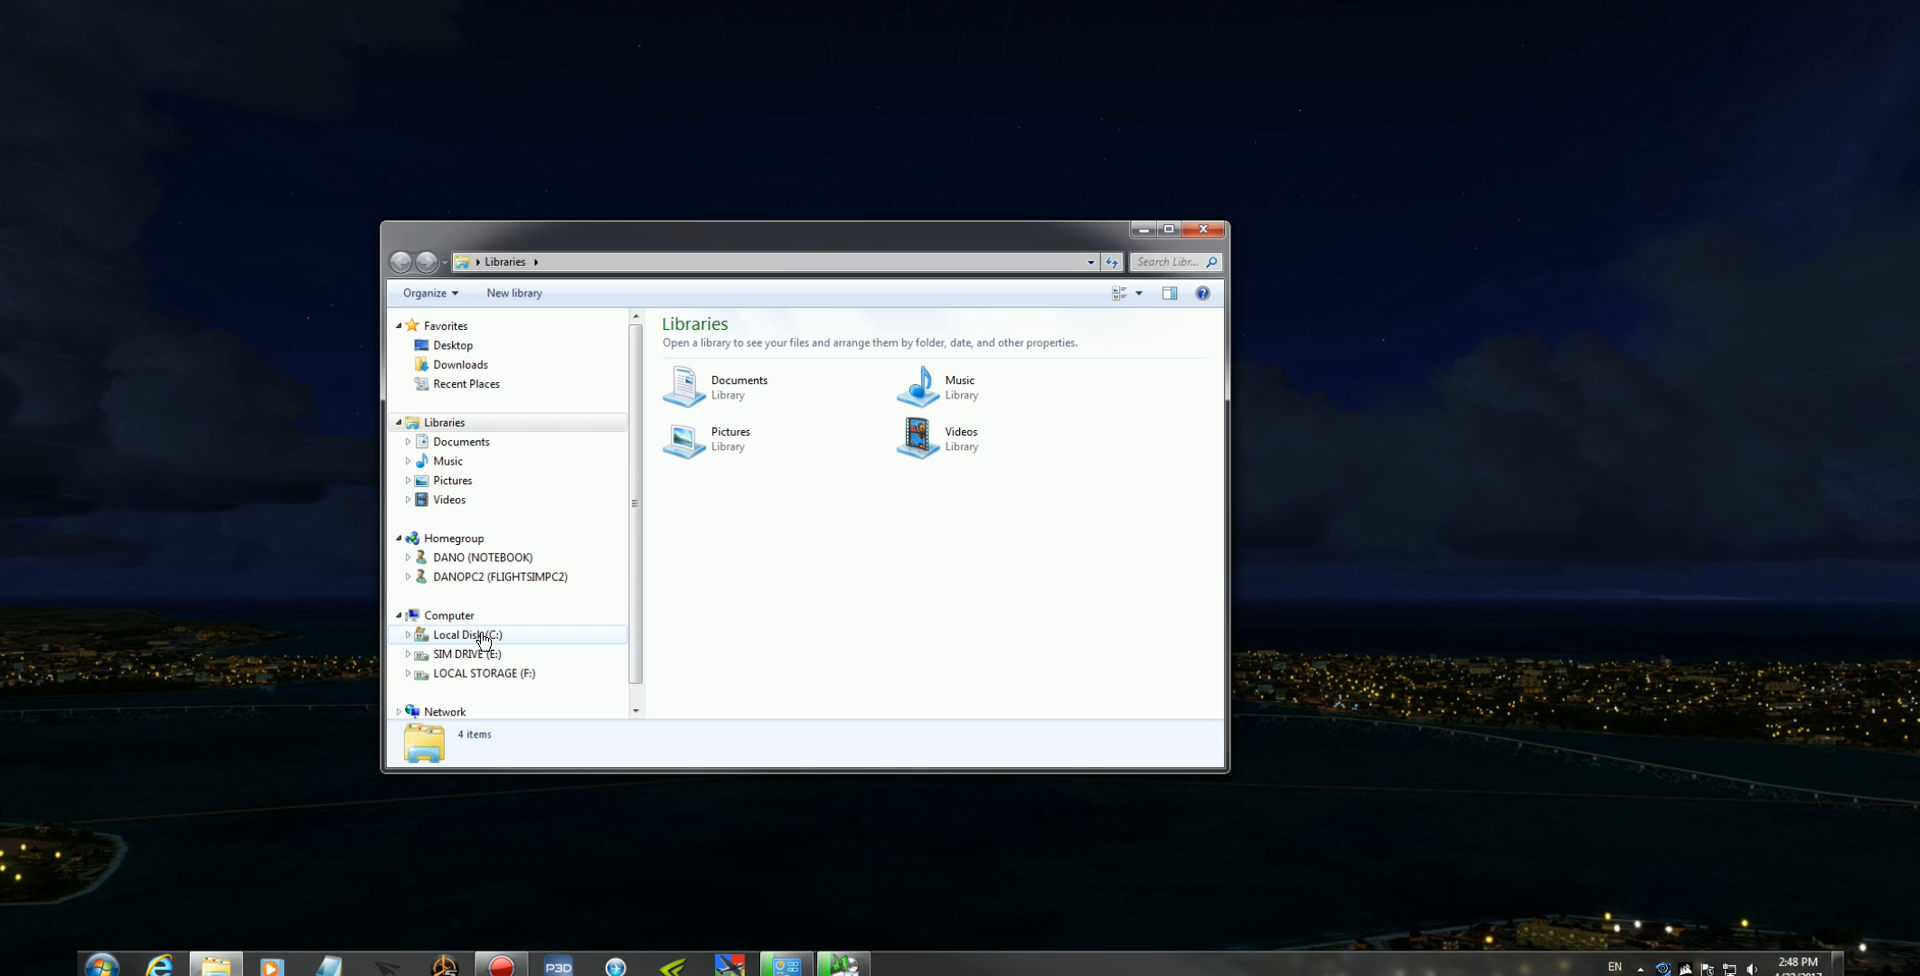 Libraries
Search Libr...
Organize
New library
Favorites
Desktop
Downloads
Recent Places
Libraries
Documents
Music
Pictures
Videos
Homegroup
DANO (NOTEBOOK)
DANOPC2 (FLIGHTSIMPC2)
Computer
Local Disk (C:)
SIM DRIVE (E:)
LOCAL STORAGE (F:)
Network
Libraries
Open a library to see your files and arrange them by folder, date, and other properties.
Documents
Library
Music
Library
Pictures
Library
Videos
Library
4 items
P3D
EN
2:48 PM